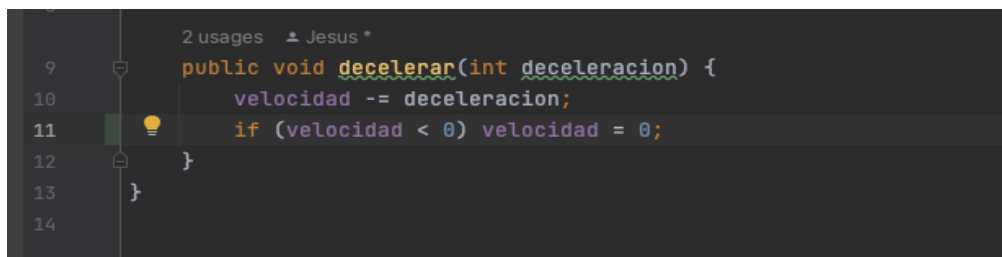 2 usages Jesus *
9 public void decelerar(int deceleracion) {
10 velocidad -= deceleracion;
11 if (velocidad < 0) velocidad = 0;
12 }
13 }
14